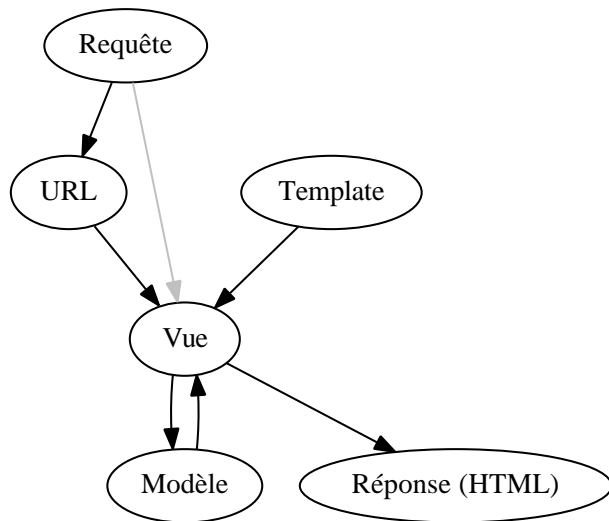 Requête
URL
Template
Vue
Modèle
Réponse (HTML)